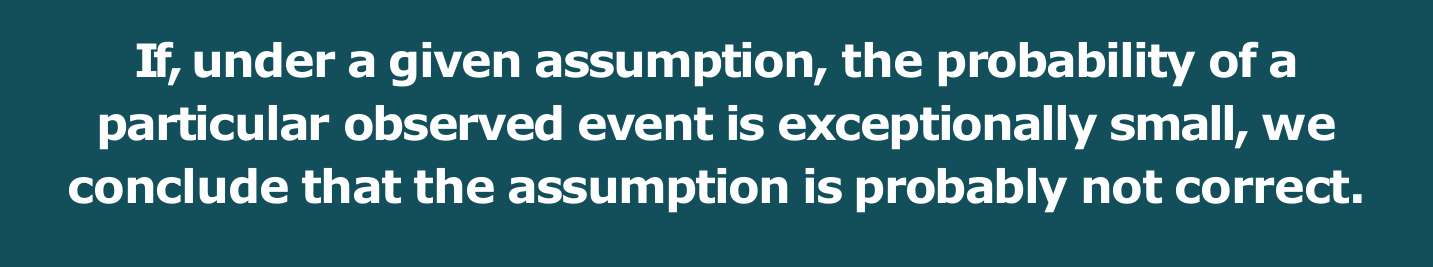 If, under a given assumption, the probability of a
particular observed event is exceptionally small, we
conclude that the assumption is probably not correct.